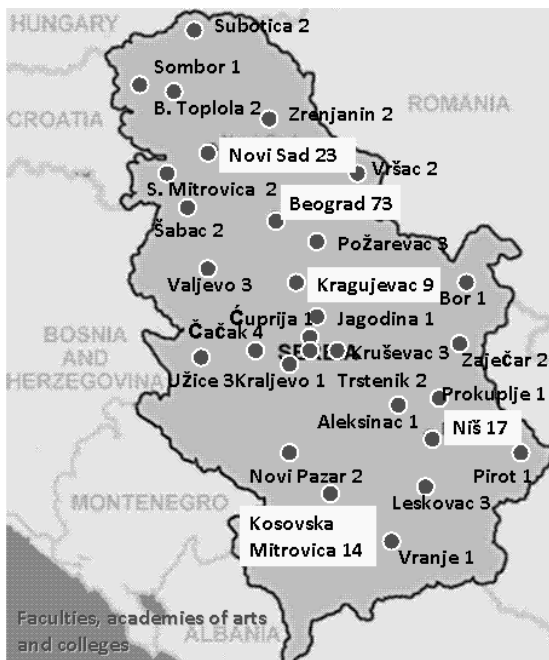 HUNGARY
Subotica 2
Sombor 1
B. Toplola 2
ROMANIA
CROATIA
Zrenjanin 2
Novi Sad 23
Vršac 2
S. Mitrovica 2
Beograd 73
Šabac 2
Požarevac 3
Valjevo 3
Kragujevac 9
Bor 1
Ćuprija 1
Jagodina 1
BOSNIA
AND
HERZEGOVINA
Čačak 4
Kruševac 3
Zaječar 2
Užice 3
Kraljevo 1
Trstenik 2
Prokuplje 1
Aleksinac 1
Niš 17
Novi Pazar 2
Pirot 1
Leskovac 3
MONTENEGRO
Kosovska
Mitrovica 14
Vranje 1
Faculties, academies of arts
and colleges
ALBANIA